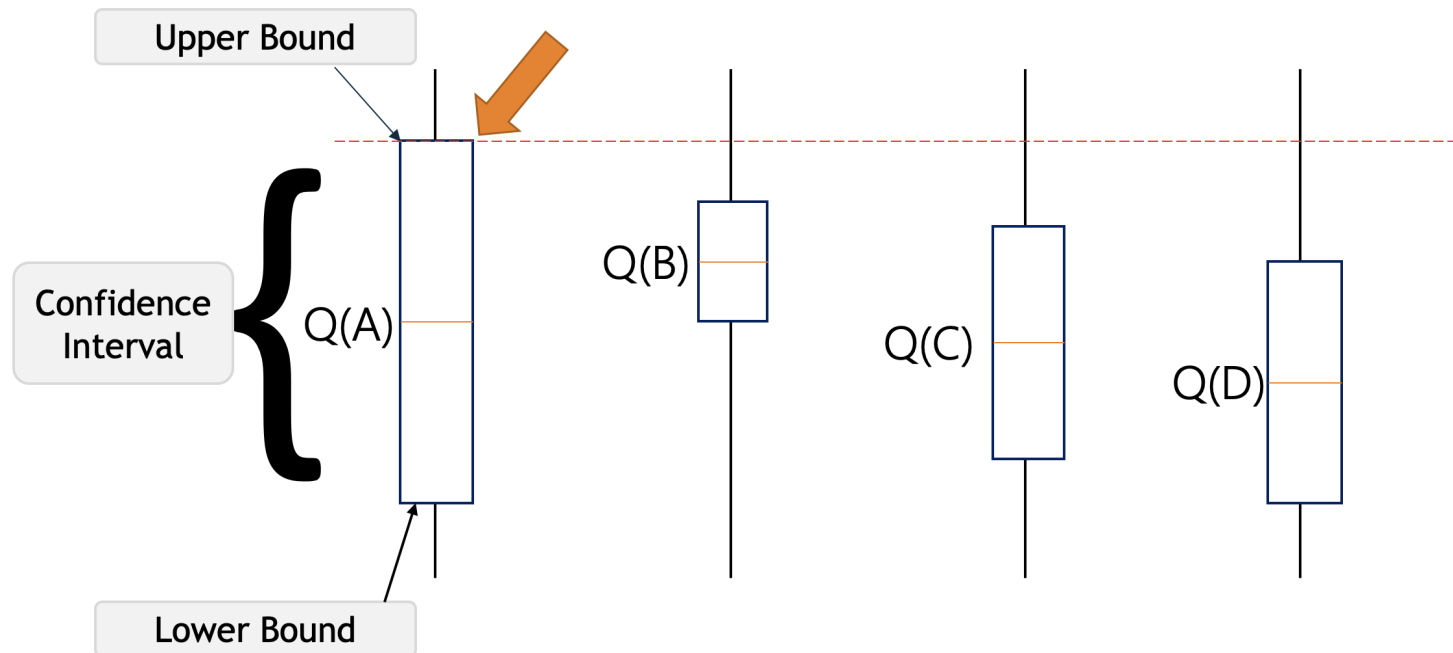 Upper Bound
Confidence
Interval
Q(A)
Q(B)
Q(C)
Q(D)
Lower Bound